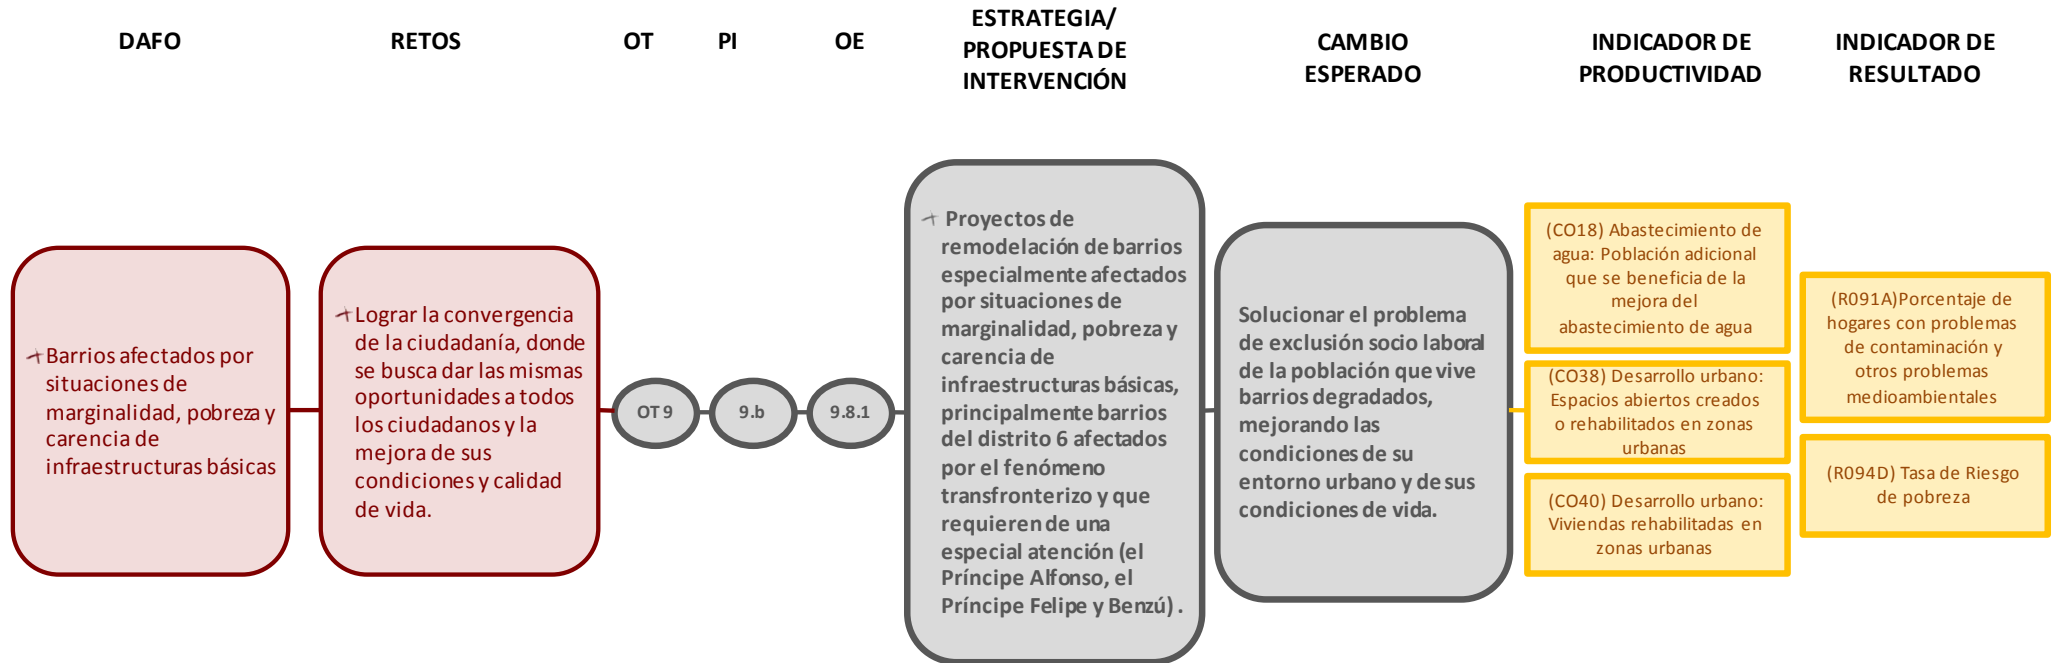 DAFO
RETOS
OT
PI
OE
ESTRATEGIA/
PROPUESTA DE
INTERVENCIÓN
CAMBIO
ESPERADO
INDICADOR DE
PRODUCTIVIDAD
INDICADOR DE
RESULTADO
Barrios afectados por
situaciones de
marginalidad, pobreza y
carencia de
infraestructuras básicas
Lograr la convergencia
de la ciudadanía, donde
se busca dar las mismas
oportunidades a todos
los ciudadanos y la
mejora de sus
condiciones y calidad
de vida.
OT 9
9.b
9.8.1
Proyectos de
remodelación de barrios
especialmente afectados
por situaciones de
marginalidad, pobreza y
carencia de
infraestructuras básicas,
principalmente barrios
del distrito 6 afectados
por el fenómeno
transfronterizo y que
requieren de una
especial atención (el
Príncipe Alfonso, el
Príncipe Felipe y Benzú) .
Solucionar el problema
de exclusión socio laboral
de la población que vive
barrios degradados,
mejorando las
condiciones de su
entorno urbano y de sus
condiciones de vida.
(CO18) Abastecimiento de
agua: Población adicional
que se beneficia de la
mejora del
abastecimiento de agua
(CO38) Desarrollo urbano:
Espacios abiertos creados
o rehabilitados en zonas
urbanas
(CO40) Desarrollo urbano:
Viviendas rehabilitadas en
zonas urbanas
(R091A)Porcentaje de
hogares con problemas
de contaminación y
otros problemas
medioambientales
(R094D) Tasa de Riesgo
de pobreza